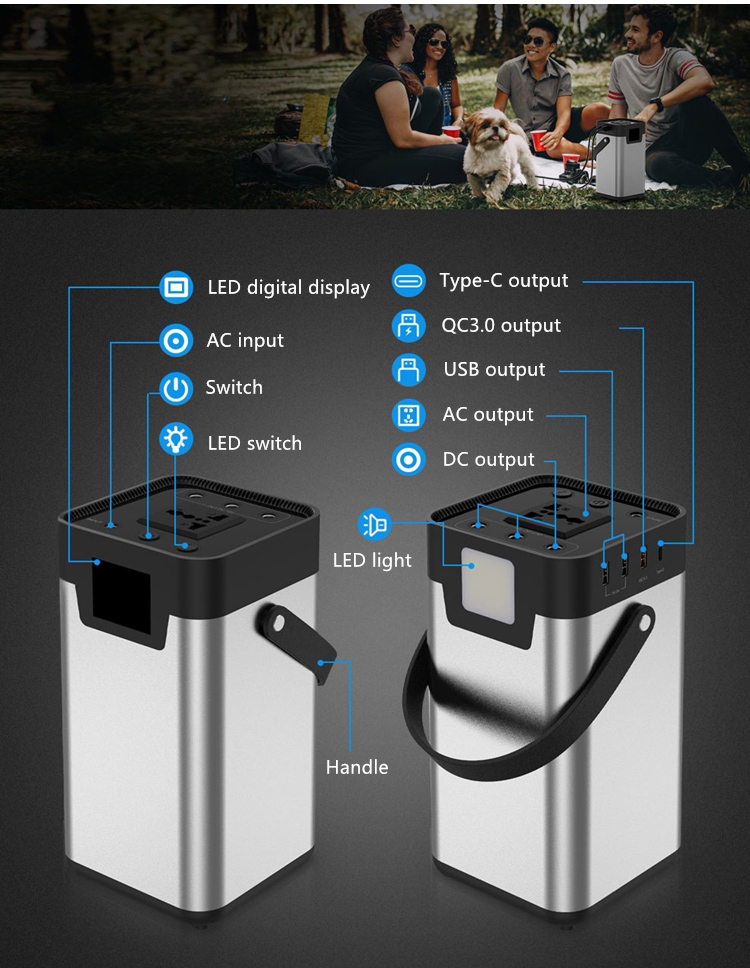 LED digital display
AC input
Switch
LED switch
Type-C output
QC3.0 output
USB output
AC output
DC output
LED light
Handle